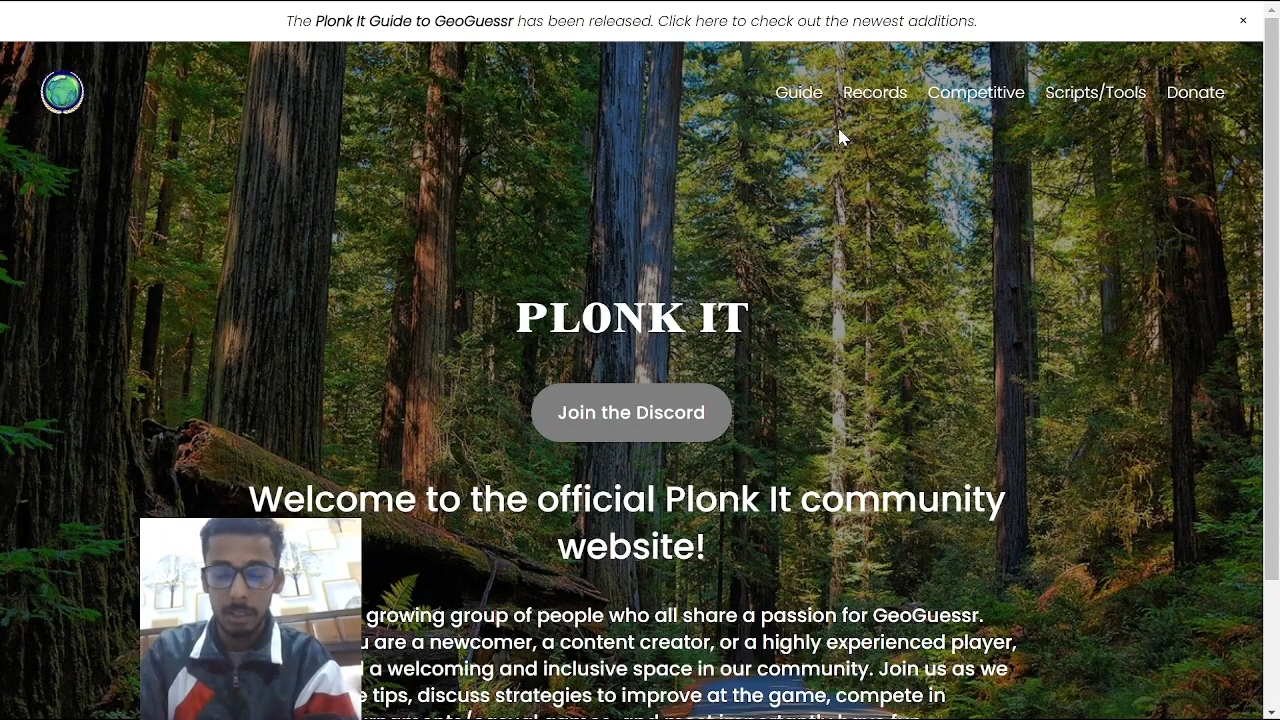 The Plonk It Guide to GeoGuessr has been released. Click here to check out the newest additions.
×
Guide Records Competitive Scripts/Tools Donate
PLONK IT
Join the Discord
Welcome to the official Plonk It community
website!
growing group of people who all share a passion for GeoGuessr.
are a newcomer, a content creator, or a highly experienced player,
a welcoming and inclusive space in our community. Join us as we
tips, discuss strategies to improve at the game, compete in